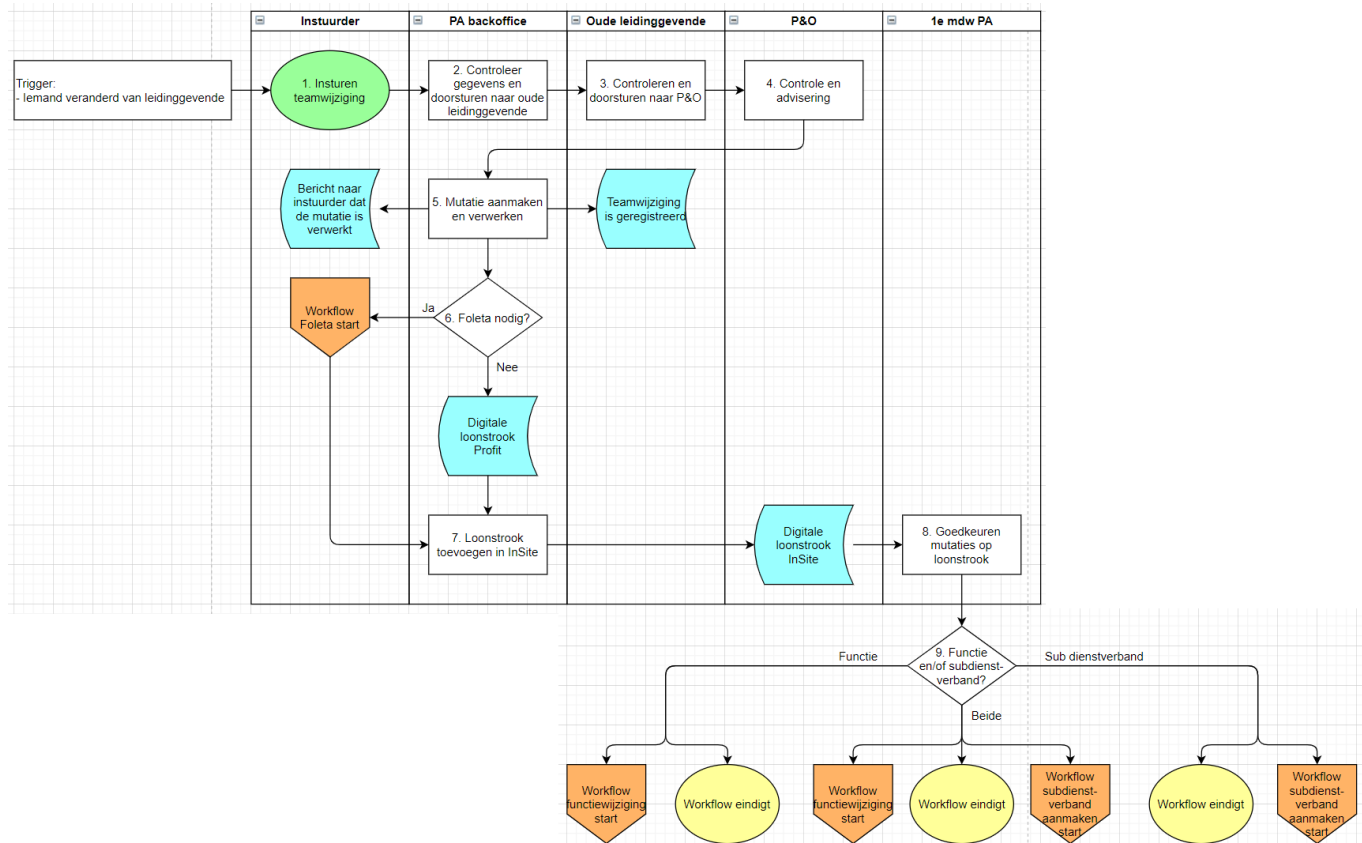 Instuurder
PA backoffice
Oude leidinggevende
P&O
1e mdw PA
Trigger:
- Iemand veranderd van leidinggevende
1. Insturen
teamwijziging
2. Controleer
gegevens en
doorsturen naar oude
leidinggevende
3. Controleren en
doorsturen naar P&O
4. Controle en
advisering
Bericht naar
instuurder dat
de mutatie is
verwerkt
5. Mutatie aanmaken
en verwerken
Teamwijziging
is geregistreerd
Workflow
Foleta start
Ja
6. Foleta nodig?
Nee
Digitale
loonstrook
Profit
7. Loonstrook
toevoegen in InSite
Digitale
loonstrook
InSite
8. Goedkeuren
mutaties op
loonstrook
Functie
9. Functie
en/of subdienst-
verband?
Sub dienstverband
Beide
Workflow
functiewijziging
start
Workflow eindigt
Workflow
functiewijziging
start
Workflow eindigt
Workflow
subdienst-
verband
aanmaken
start
Workflow eindigt
Workflow
subdienst-
verband
aanmaken
start